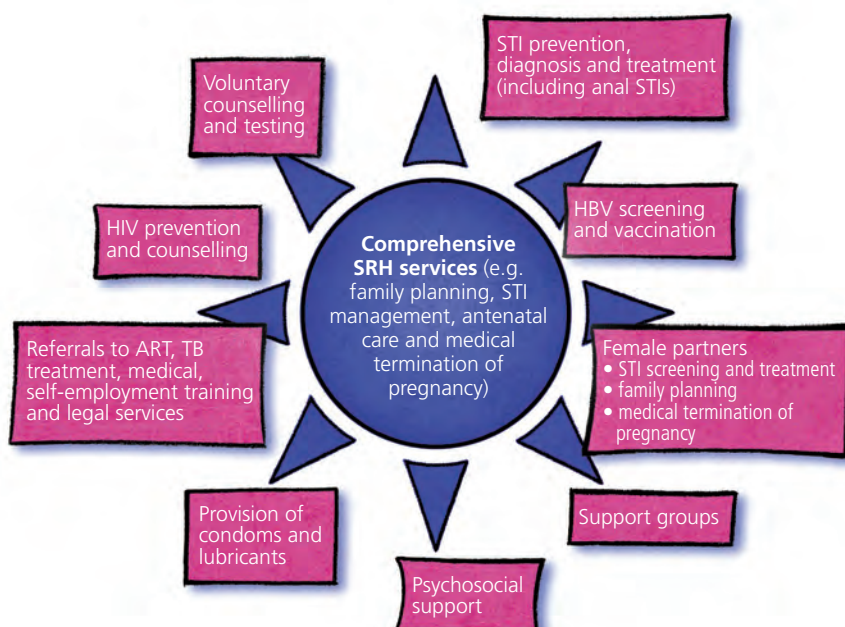 Voluntary
counselling
and testing
STI prevention,
diagnosis and treatment
(including anal STIs)
HIV prevention
and counselling
HBV screening
and vaccination
Comprehensive
SRH services (e.g.
family planning, STI
management, antenatal
care and medical
termination of
pregnancy)
Referrals to ART, TB
treatment, medical,
self-employment training
and legal services
Female partners
• STI screening and treatment
• family planning
• medical termination of
pregnancy
Provision of
condoms and
lubricants
Support groups
Psychosocial
support